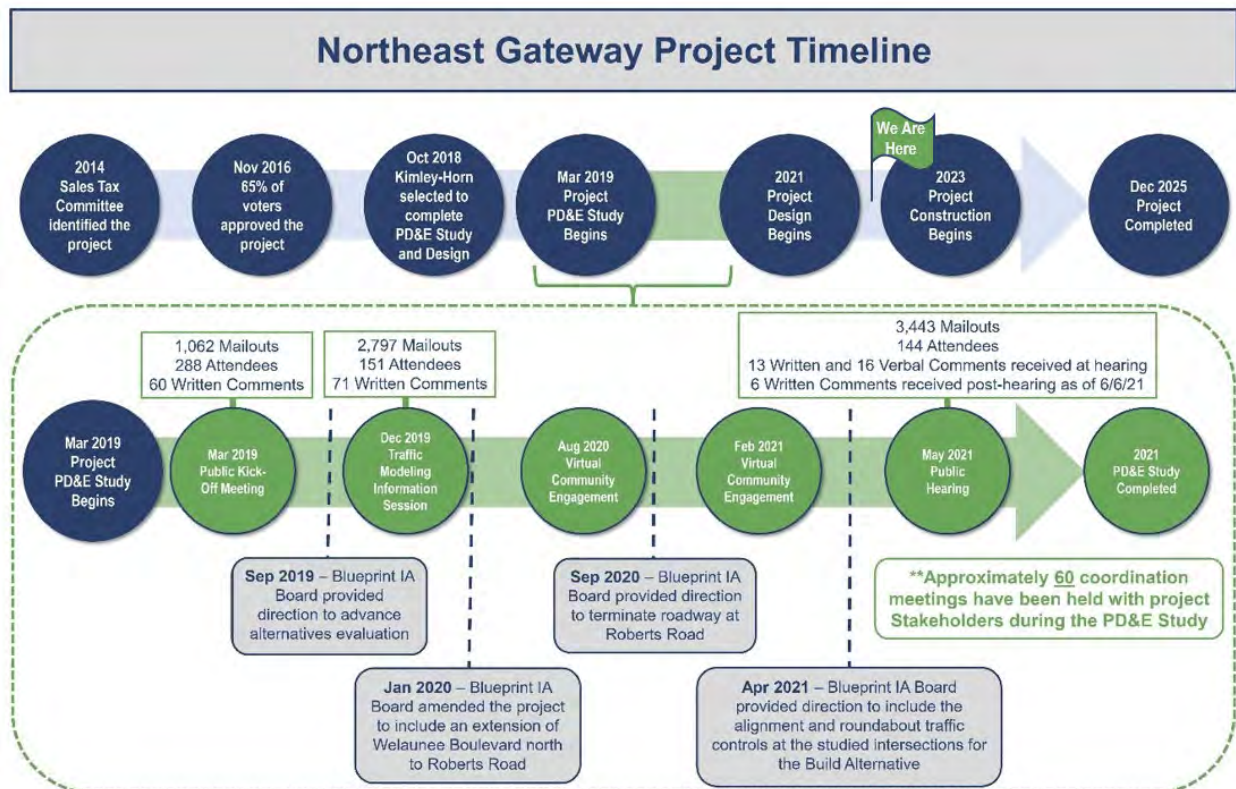 Northeast Gateway Project Timeline
2014
Sales Tax
Committee
identified the
project
Nov 2016
65% of
voters
approved the
project
Oct 2018
Kimley-Horn
selected to
complete
PD&E Study
and Design
Mar 2019
Project
PD&E Study
Begins
2021
Project
Design
Begins
We Are
Here
2023
Project
Construction
Begins
Dec 2025
Project
Completed
1,062 Mailouts
288 Attendees
60 Written Comments
2,797 Mailouts
151 Attendees
71 Written Comments
3,443 Mailouts
144 Attendees
13 Written and 16 Verbal Comments received at hearing
6 Written Comments received post-hearing as of 6/6/21
Mar 2019
Project
PD&E Study
Begins
Mar 2019
Public Kick-
Off Meeting
Dec 2019
Traffic
Modeling
Information
Session
Aug 2020
Virtual
Community
Engagement
Feb 2021
Virtual
Community
Engagement
May 2021
Public
Hearing
2021
PD&E Study
Completed
Sep 2019 – Blueprint IA
Board provided
direction to advance
alternatives evaluation
Sep 2020 – Blueprint IA
Board provided direction
to terminate roadway at
Roberts Road
**Approximately 60 coordination
meetings have been held with project
Stakeholders during the PD&E Study
Jan 2020 – Blueprint IA
Board amended the project
to include an extension of
Welaunee Boulevard north
to Roberts Road
Apr 2021 – Blueprint IA Board
provided direction to include the
alignment and roundabout traffic
controls at the studied intersections for
the Build Alternative